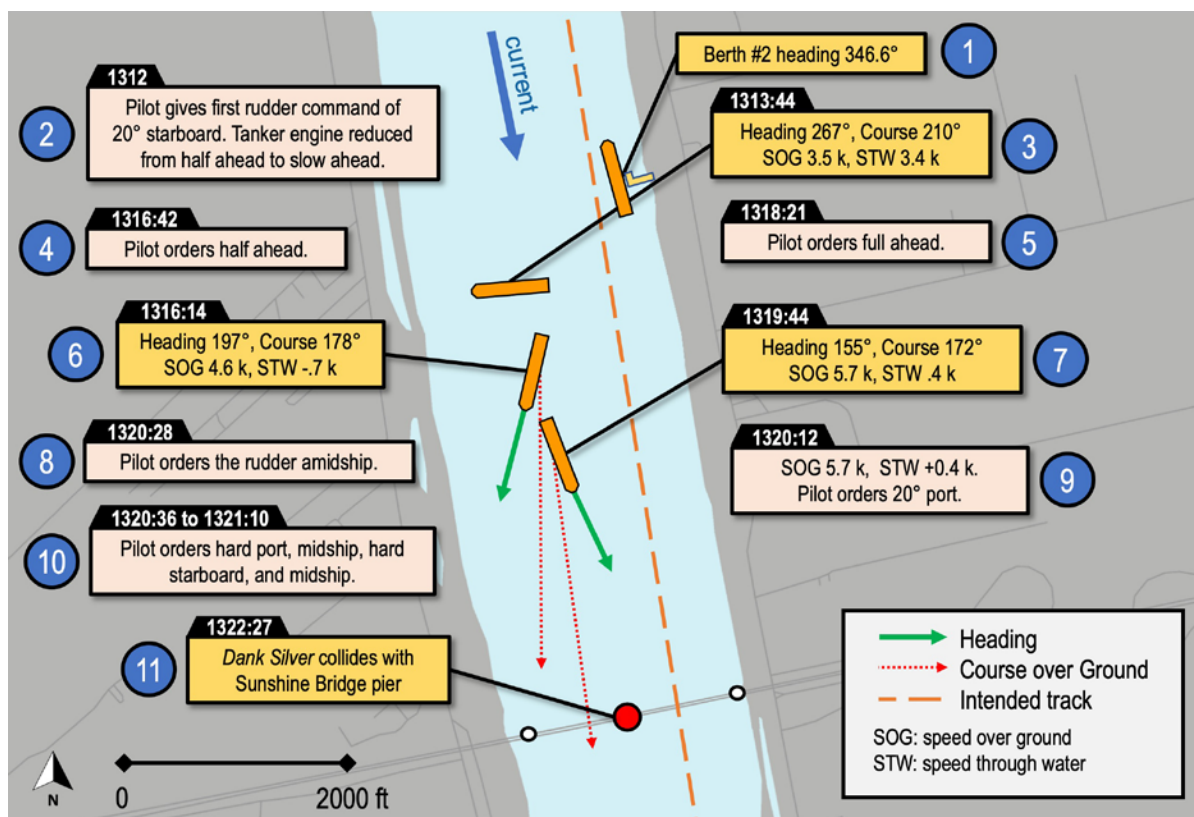 current
1
Berth #2 heading 346.6°
2
1312
Pilot gives first rudder command of
20° starboard. Tanker engine reduced
from half ahead to slow ahead.
3
1313:44
Heading 267°, Course 210°
SOG 3.5 k, STW 3.4 k
4
1316:42
Pilot orders half ahead.
5
1318:21
Pilot orders full ahead.
6
1316:14
Heading 197°, Course 178°
SOG 4.6 k, STW -.7 k
7
1319:44
Heading 155°, Course 172°
SOG 5.7 k, STW .4 k
8
1320:28
Pilot orders the rudder amidship.
9
1320:12
SOG 5.7 k, STW +0.4 k.
Pilot orders 20° port.
10
1320:36 to 1321:10
Pilot orders hard port, midship, hard
starboard, and midship.
11
1322:27
Dank Silver collides with
Sunshine Bridge pier
Heading
Course over Ground
Intended track
SOG: speed over ground
STW: speed through water
N
0
2000 ft